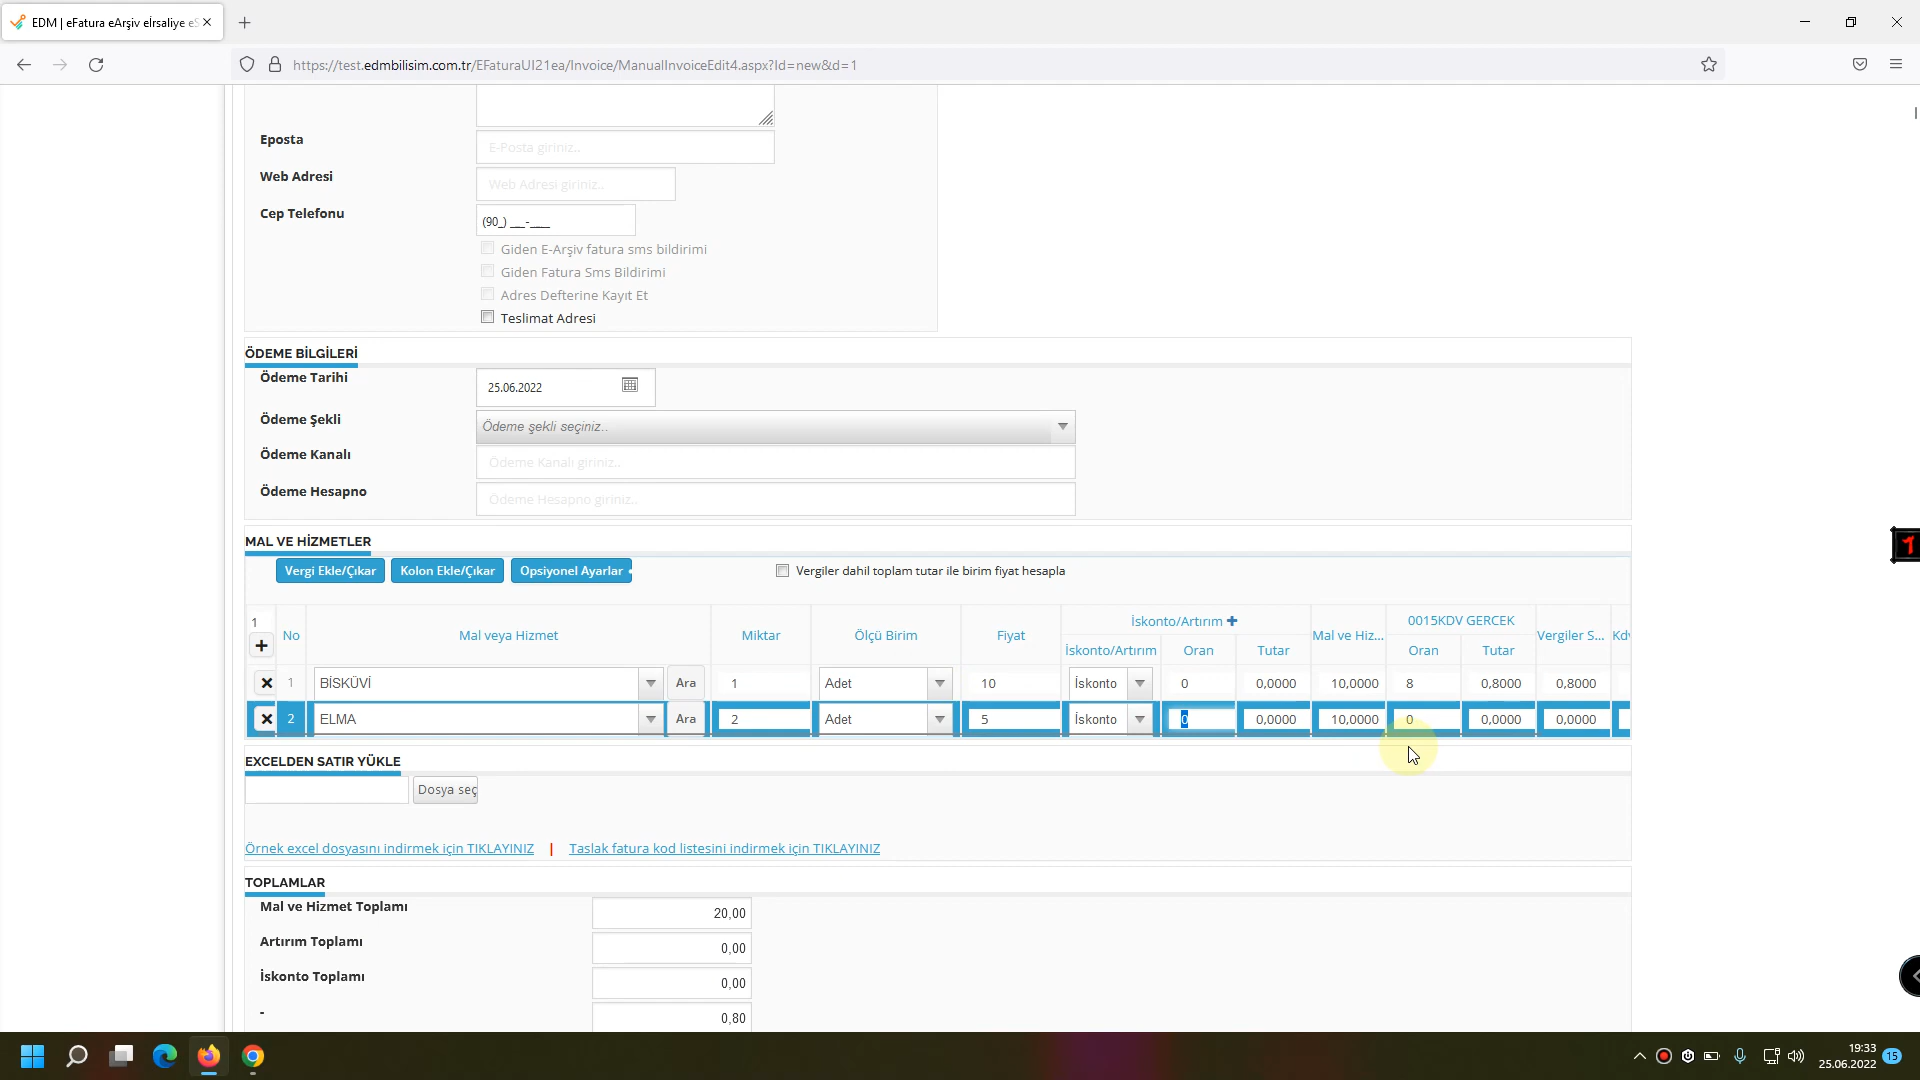 EDM | eFatura eArşiv eİrsaliye eS
https://test.edmbilisim.com.tr/EFaturaUI21ea/Invoice/ManualInvoiceEdit4.aspx?Id=new&d=1
Eposta
E-Posta giriniz..
Web Adresi
Web Adresi giriniz..
Cep Telefonu
(90_) ___-____
Giden E-Arşiv fatura sms bildirimi
Giden Fatura Sms Bildirimi
Adres Defterine Kayıt Et
Teslimat Adresi
ÖDEME BİLGİLERİ
Ödeme Tarihi
25.06.2022
Ödeme Şekli
Ödeme şekli seçiniz..
Ödeme Kanalı
Ödeme Kanalı giriniz..
Ödeme Hesapno
Ödeme Hesapno giriniz..
MAL VE HİZMETLER
Vergi Ekle/Çıkar Kolon Ekle/Çıkar Opsiyonel Ayarlar Vergiler dahil toplam tutar ile birim fiyat hesapla
1 No Mal veya Hizmet Miktar Ölçü Birim Fiyat İskonto/Artırım + Mal ve Hiz... 0015KDV GERCEK Vergiler S... Kdv
+ İskonto/Artırım Oran Tutar Oran Tutar
1 BİSKÜVİ Ara 1 Adet 10 İskonto 0 0,0000 10,0000 8 0,8000 0,8000
2 ELMA Ara 2 Adet 5 İskonto 0 0,0000 10,0000 0 0,0000 0,0000
EXCELDEN SATIR YÜKLE
Dosya seç
Örnek excel dosyasını indirmek için TIKLAYINIZ | Taslak fatura kod listesini indirmek için TIKLAYINIZ
TOPLAMLAR
Mal ve Hizmet Toplamı 20,00
Artırım Toplamı 0,00
İskonto Toplamı 0,00
- 0,80
19:33
25.06.2022
15